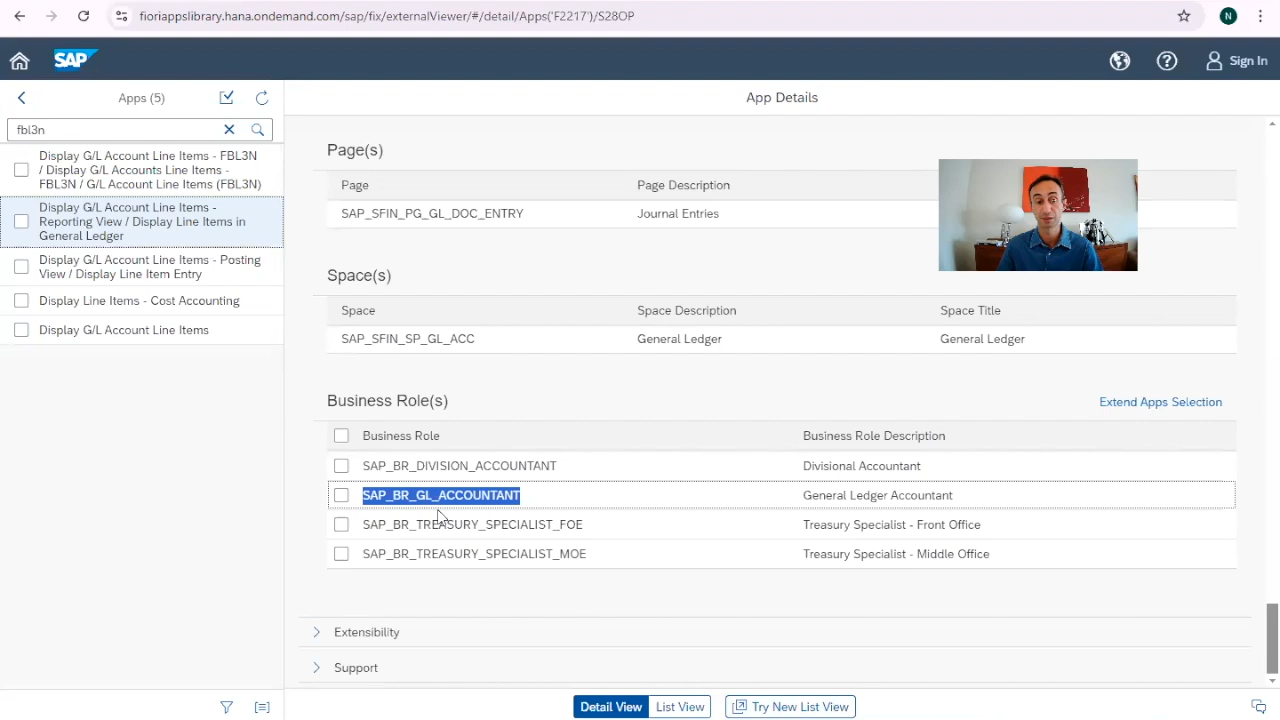 fioriappslibrary.hana.ondemand.com/sap/fix/externalViewer/#/detail/Apps('F2217')/S28OP
N
SAP
Sign In
Apps (5)
App Details
fbl3n
Display G/L Account Line Items - FBL3N
/ Display G/L Accounts Line Items -
FBL3N / G/L Account Line Items (FBL3N)
Display G/L Account Line Items -
Reporting View / Display Line Items in
General Ledger
Display G/L Account Line Items - Posting
View / Display Line Item Entry
Display Line Items - Cost Accounting
Display G/L Account Line Items
Page(s)
Page Page Description
SAP_SFIN_PG_GL_DOC_ENTRY Journal Entries
Space(s)
Space Space Description Space Title
SAP_SFIN_SP_GL_ACC General Ledger General Ledger
Business Role(s) Extend Apps Selection
Business Role Business Role Description
SAP_BR_DIVISION_ACCOUNTANT Divisional Accountant
SAP_BR_GL_ACCOUNTANT General Ledger Accountant
SAP_BR_TREASURY_SPECIALIST_FOE Treasury Specialist - Front Office
SAP_BR_TREASURY_SPECIALIST_MOE Treasury Specialist - Middle Office
Extensibility
Support
Detail View List View Try New List View